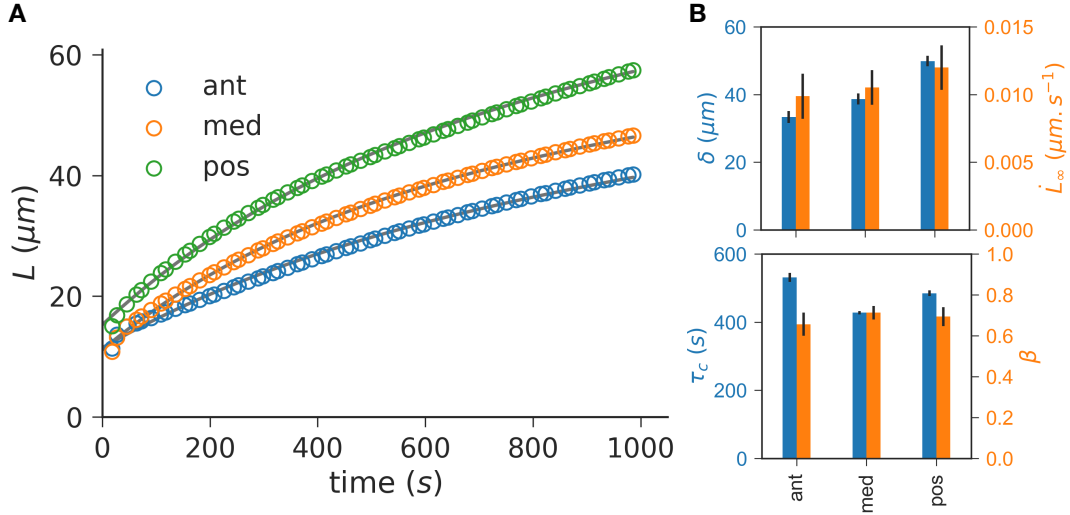 A
60
40
20
0
L (μm)
ant
med
pos
0 200 400 600 800 1000
time (s)
B
60
40
20
0
δ (μm)
0.015
0.010
0.005
0.000
L̇∞ (μm.s⁻¹)
600
400
200
0
τc (s)
1.0
0.8
0.6
0.4
0.2
0.0
β
ant
med
pos